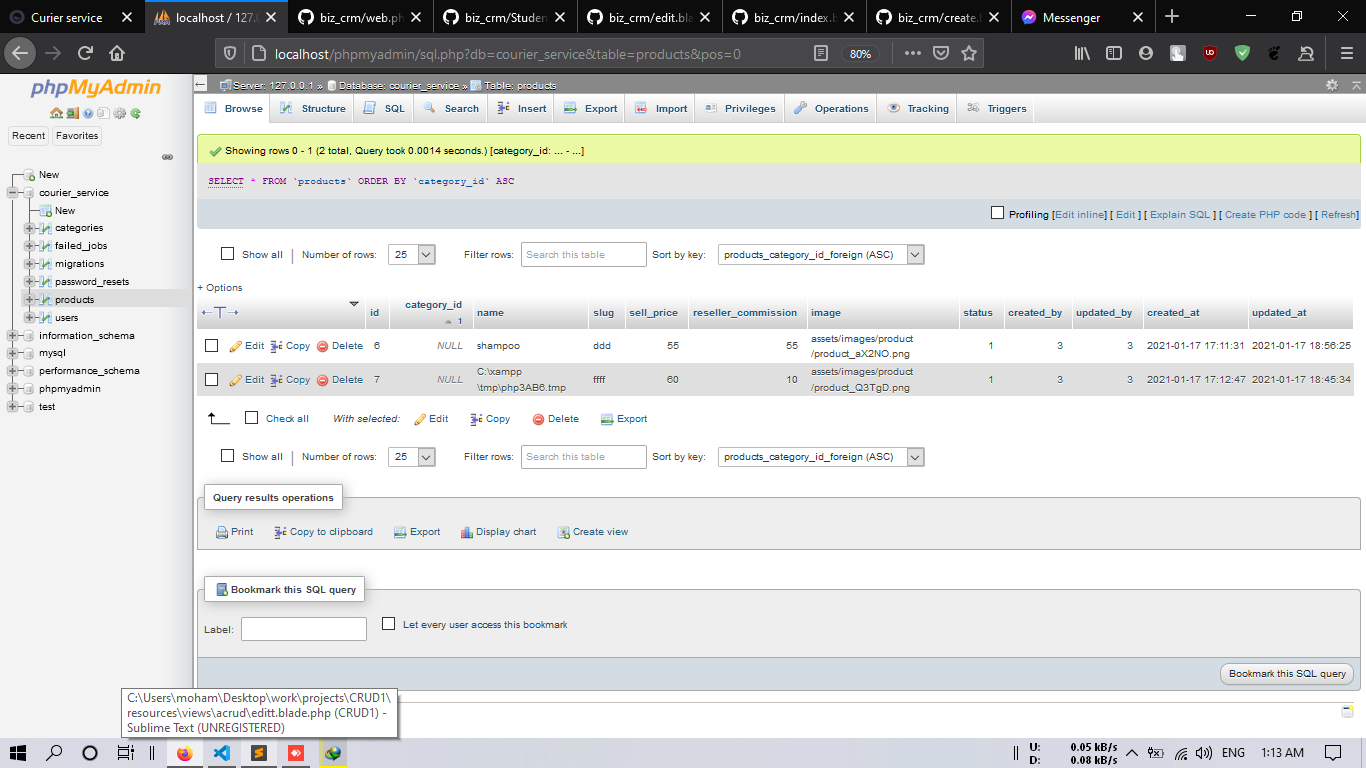 Curier service
localhost / 127.0
biz_crm/web.ph
biz_crm/Studen
biz_crm/edit.bla
biz_crm/index.b
biz_crm/create.
Messenger
localhost/phpmyadmin/sql.php?db=courier_service&table=products&pos=0
80%
phpMyAdmin
Recent
Favorites
New
courier_service
New
categories
failed_jobs
migrations
password_resets
products
users
information_schema
mysql
performance_schema
phpmyadmin
test
Server: 127.0.0.1 » Database: courier_service » Table: products
Browse Structure SQL Search Insert Export Import Privileges Operations Tracking Triggers
Showing rows 0 - 1 (2 total, Query took 0.0014 seconds.) [category_id: ... - ...]
SELECT * FROM `products` ORDER BY `category_id` ASC
Profiling [Edit inline] [ Edit ] [ Explain SQL ] [ Create PHP code ] [ Refresh]
Show all | Number of rows: 25 Filter rows: Search this table Sort by key: products_category_id_foreign (ASC)
+ Options
←T→ id category_id 1 name slug sell_price reseller_commission image status created_by updated_by created_at updated_at
Edit Copy Delete 6 NULL shampoo ddd 55 55 assets/images/product
/product_aX2NO.png 1 3 3 2021-01-17 17:11:31 2021-01-17 18:56:25
Edit Copy Delete 7 NULL C:\xampp
\tmp\php3AB6.tmp ffff 60 10 assets/images/product
/product_Q3TgD.png 1 3 3 2021-01-17 17:12:47 2021-01-17 18:45:34
Check all With selected: Edit Copy Delete Export
Show all | Number of rows: 25 Filter rows: Search this table Sort by key: products_category_id_foreign (ASC)
Query results operations
Print Copy to clipboard Export Display chart Create view
Bookmark this SQL query
Label:
Let every user access this bookmark
Bookmark this SQL query
C:\Users\moham\Desktop\work\projects\CRUD1\
resources\views\acrud\editt.blade.php (CRUD1) -
Sublime Text (UNREGISTERED)
U: 0.05 kB/s
D: 0.08 kB/s
ENG
1:13 AM